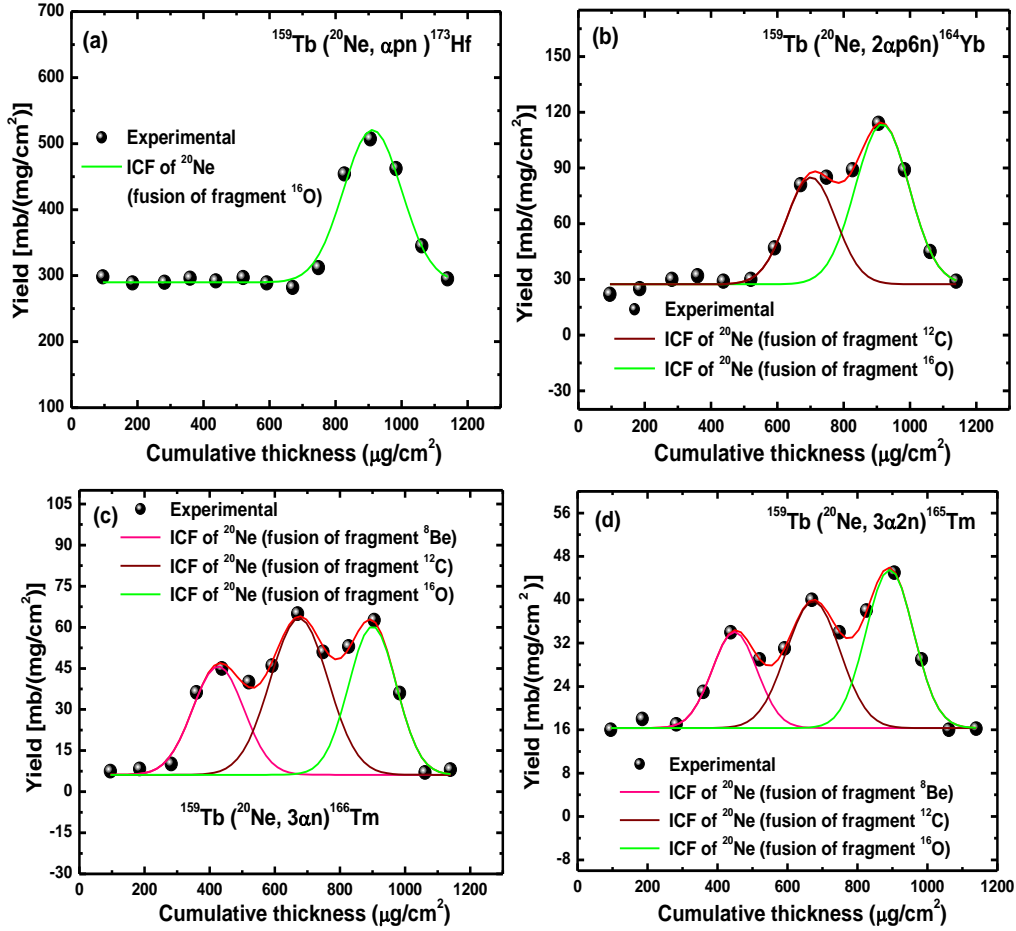 (a)
¹⁵⁹Tb (²⁰Ne, αpn )¹⁷³Hf
Experimental
ICF of ²⁰Ne
(fusion of fragment ¹⁶O)
Yield [mb/(mg/cm²)]
700
600
500
400
300
200
100
0 200 400 600 800 1000 1200
Cumulative thickness (μg/cm²)
(b)
¹⁵⁹Tb (²⁰Ne, 2αp6n)¹⁶⁴Yb
Experimental
ICF of ²⁰Ne (fusion of fragment ¹²C)
ICF of ²⁰Ne (fusion of fragment ¹⁶O)
Yield [mb/(mg/cm²)]
150
120
90
60
30
0
-30
0 200 400 600 800 1000 1200
Cumulative thickness (μg/cm²)
(c)
Experimental
ICF of ²⁰Ne (fusion of fragment ⁸Be)
ICF of ²⁰Ne (fusion of fragment ¹²C)
ICF of ²⁰Ne (fusion of fragment ¹⁶O)
¹⁵⁹Tb (²⁰Ne, 3αn)¹⁶⁶Tm
Yield [mb/(mg/cm²)]
105
90
75
60
45
30
15
0
-15
-30
0 200 400 600 800 1000 1200
Cumulative thickness (μg/cm²)
(d)
¹⁵⁹Tb (²⁰Ne, 3α2n)¹⁶⁵Tm
Experimental
ICF of ²⁰Ne (fusion of fragment ⁸Be)
ICF of ²⁰Ne (fusion of fragment ¹²C)
ICF of ²⁰Ne (fusion of fragment ¹⁶O)
Yield [mb/(mg/cm²)]
56
48
40
32
24
16
8
0
-8
0 200 400 600 800 1000 1200
Cumulative thickness (μg/cm²)